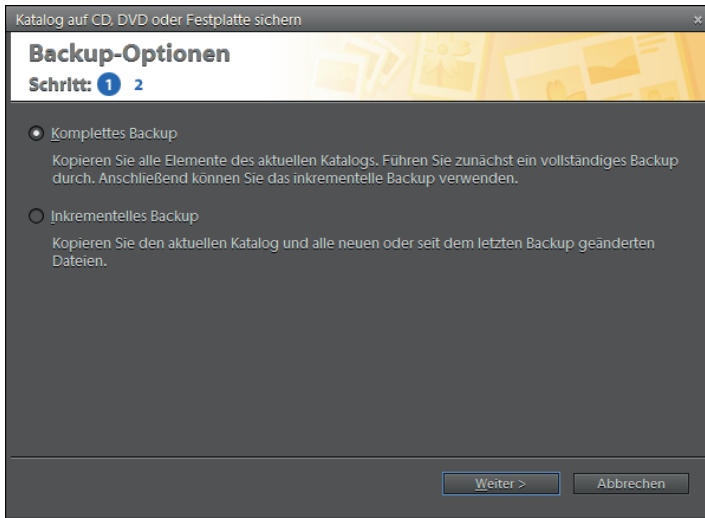 Katalog auf CD, DVD oder Festplatte sichern
Backup-Optionen
Schritt: 1 2
Komplettes Backup
Kopieren Sie alle Elemente des aktuellen Katalogs. Führen Sie zunächst ein vollständiges Backup
durch. Anschließend können Sie das inkrementelle Backup verwenden.
Inkrementelles Backup
Kopieren Sie den aktuellen Katalog und alle neuen oder seit dem letzten Backup geänderten
Dateien.
Weiter > Abbrechen